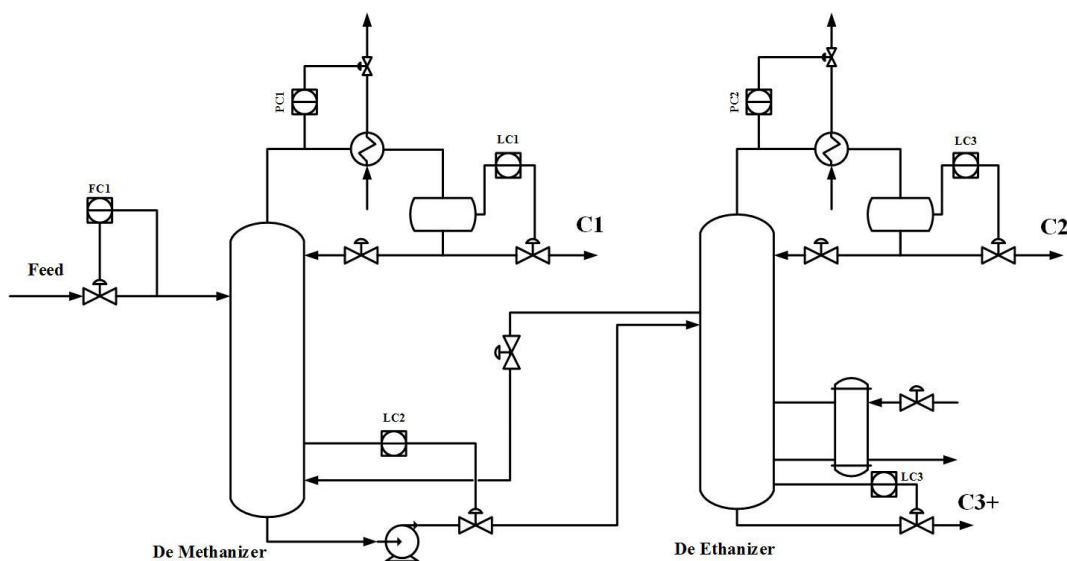 PC1
LC1
FC1
C1
Feed
LC2
De Methanizer
PC2
LC3
C2
LC3
C3+
De Ethanizer